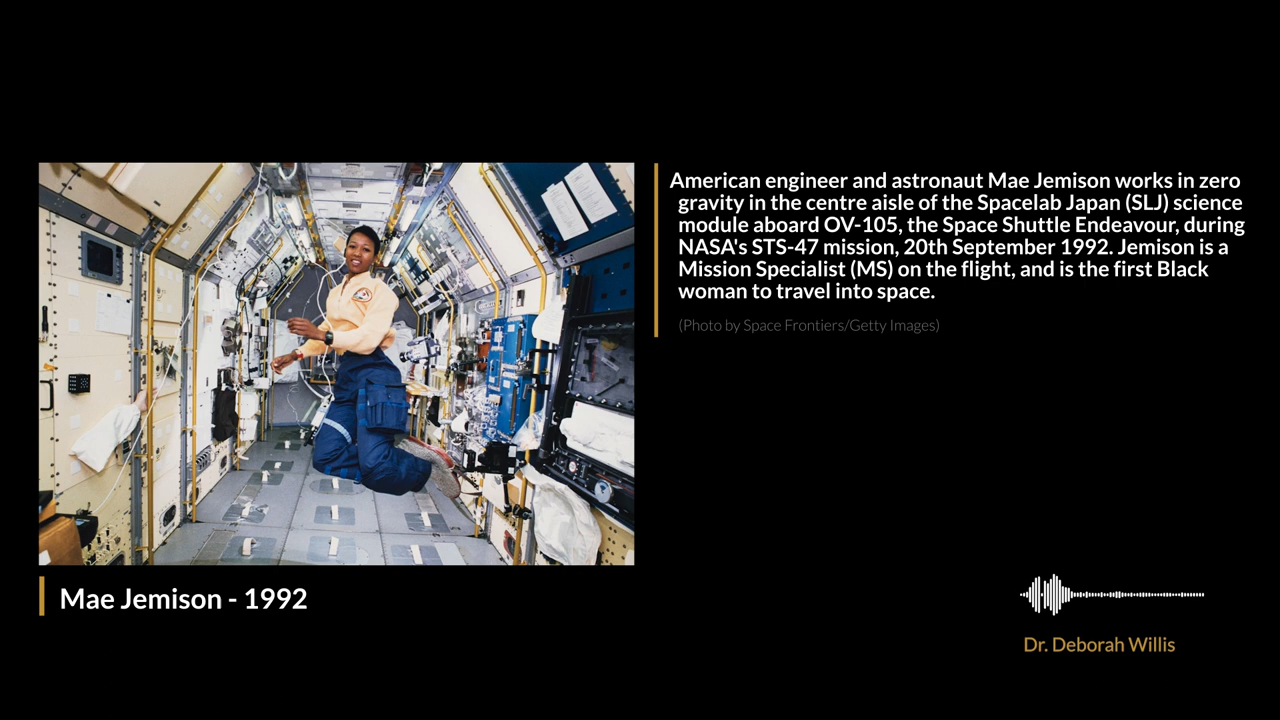 American engineer and astronaut Mae Jemison works in zero
gravity in the centre aisle of the Spacelab Japan (SLJ) science
module aboard OV-105, the Space Shuttle Endeavour, during
NASA's STS-47 mission, 20th September 1992. Jemison is a
Mission Specialist (MS) on the flight, and is the first Black
woman to travel into space.
(Photo by Space Frontiers/Getty Images)
Mae Jemison - 1992
Dr. Deborah Willis